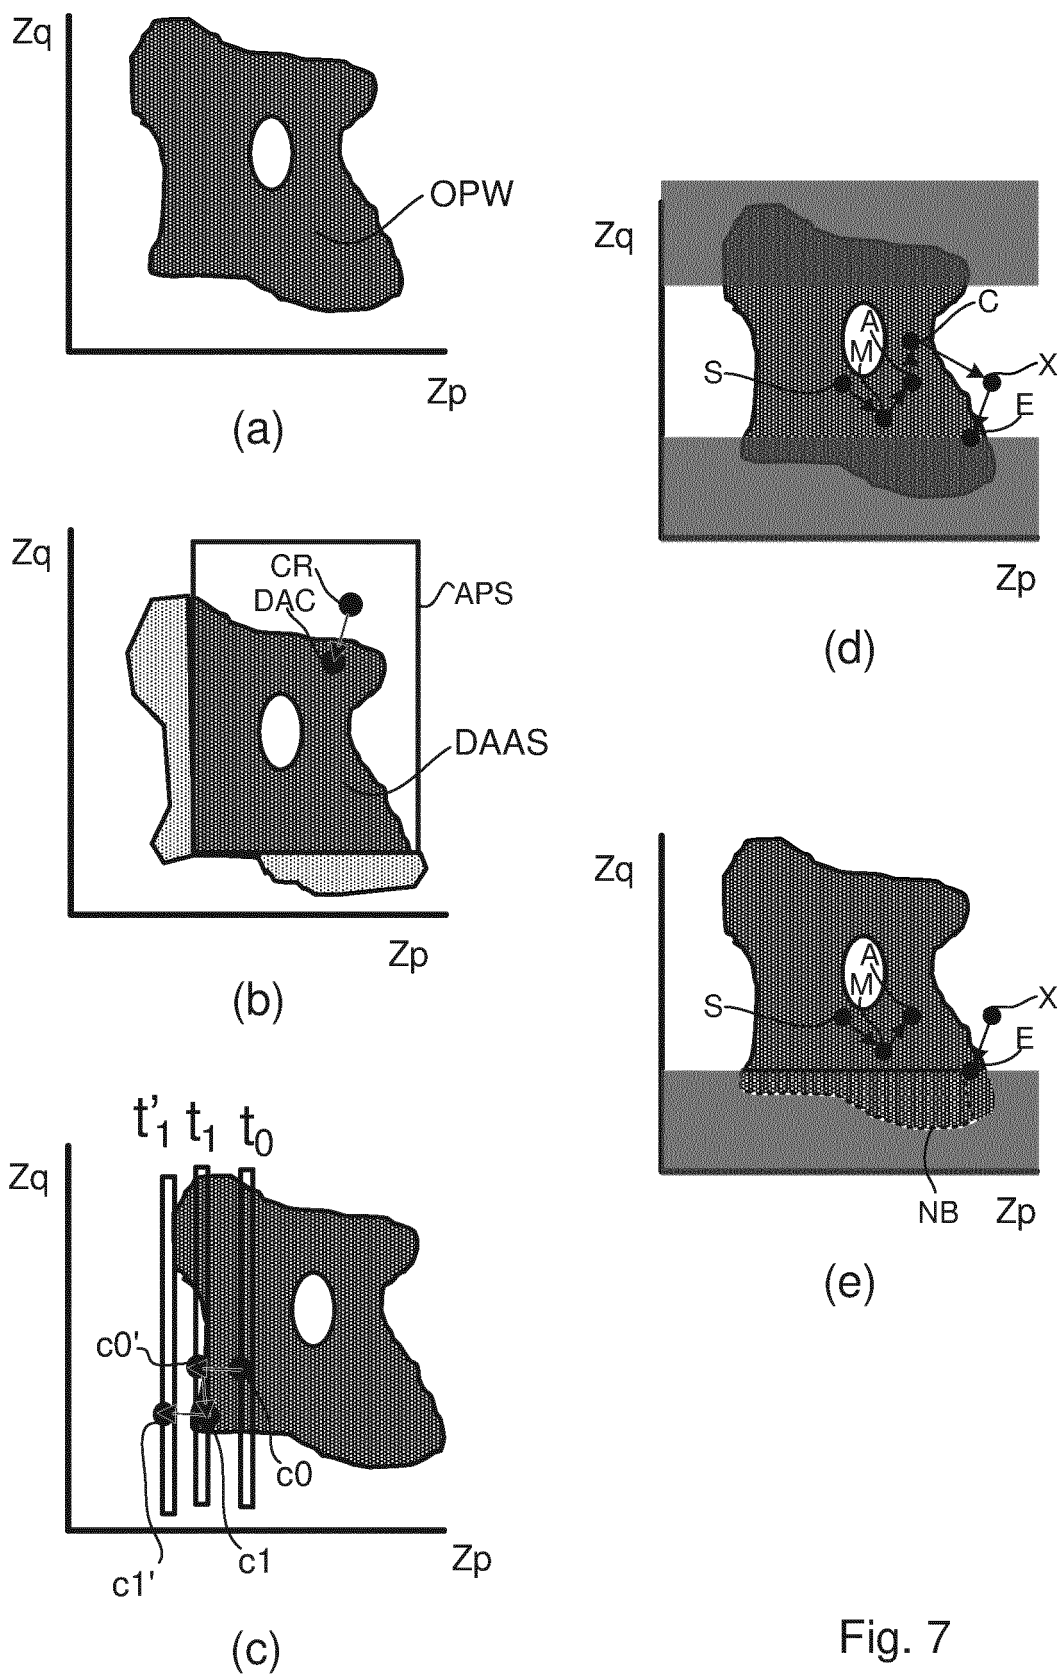 Zq
OPW
Zp
(a)
Zq
CR
DAC
APS
DAAS
Zp
(b)
t'1 t1 t0
Zq
c0'
c0
c1
c1'
Zp
(c)
Zq
A
M
C
S
X
E
Zp
(d)
Zq
A
M
S
X
E
NB
Zp
(e)
Fig. 7